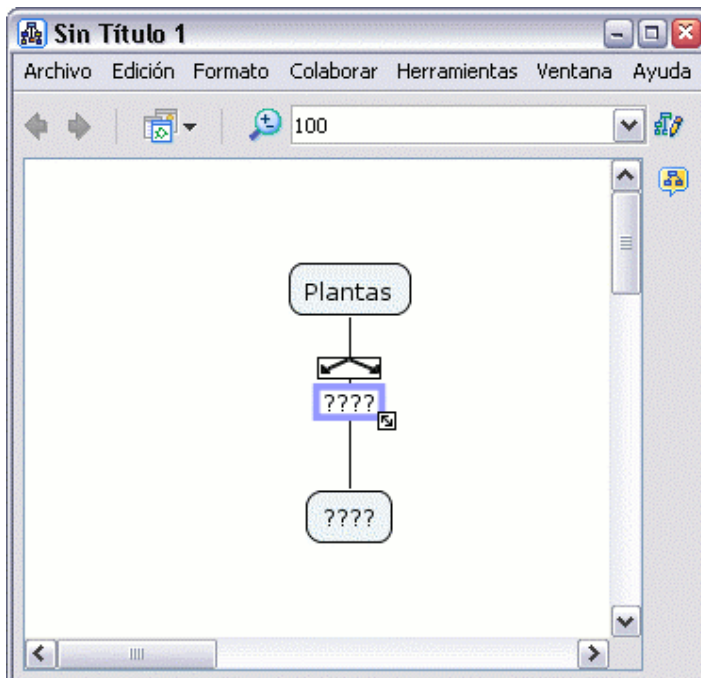 Sin Título 1
Archivo Edición Formato Colaborar Herramientas Ventana Ayuda
100
Plantas
????
????